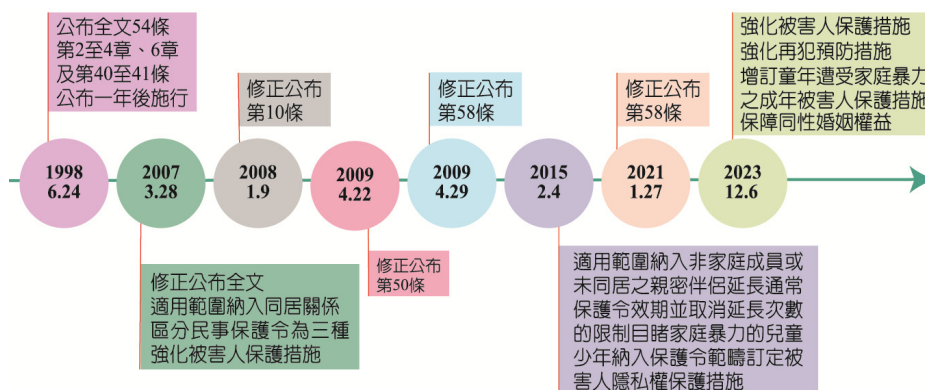 公布全文54條
第2至4章、6章
及第40至41條
公布一年後施行
1998
6.24
2007
3.28
修正公布全文
適用範圍納入同居關係
區分民事保護令為三種
強化被害人保護措施
修正公布
第10條
2008
1.9
2009
4.22
修正公布
第50條
修正公布
第58條
2009
4.29
2015
2.4
適用範圍納入非家庭成員或
未同居之親密伴侶延長通常
保護令效期並取消延長次數
的限制目睹家庭暴力的兒童
少年納入保護令範疇訂定被
害人隱私權保護措施
修正公布
第58條
2021
1.27
強化被害人保護措施
強化再犯預防措施
增訂童年遭受家庭暴力
之成年被害人保護措施
保障同性婚姻權益
2023
12.6